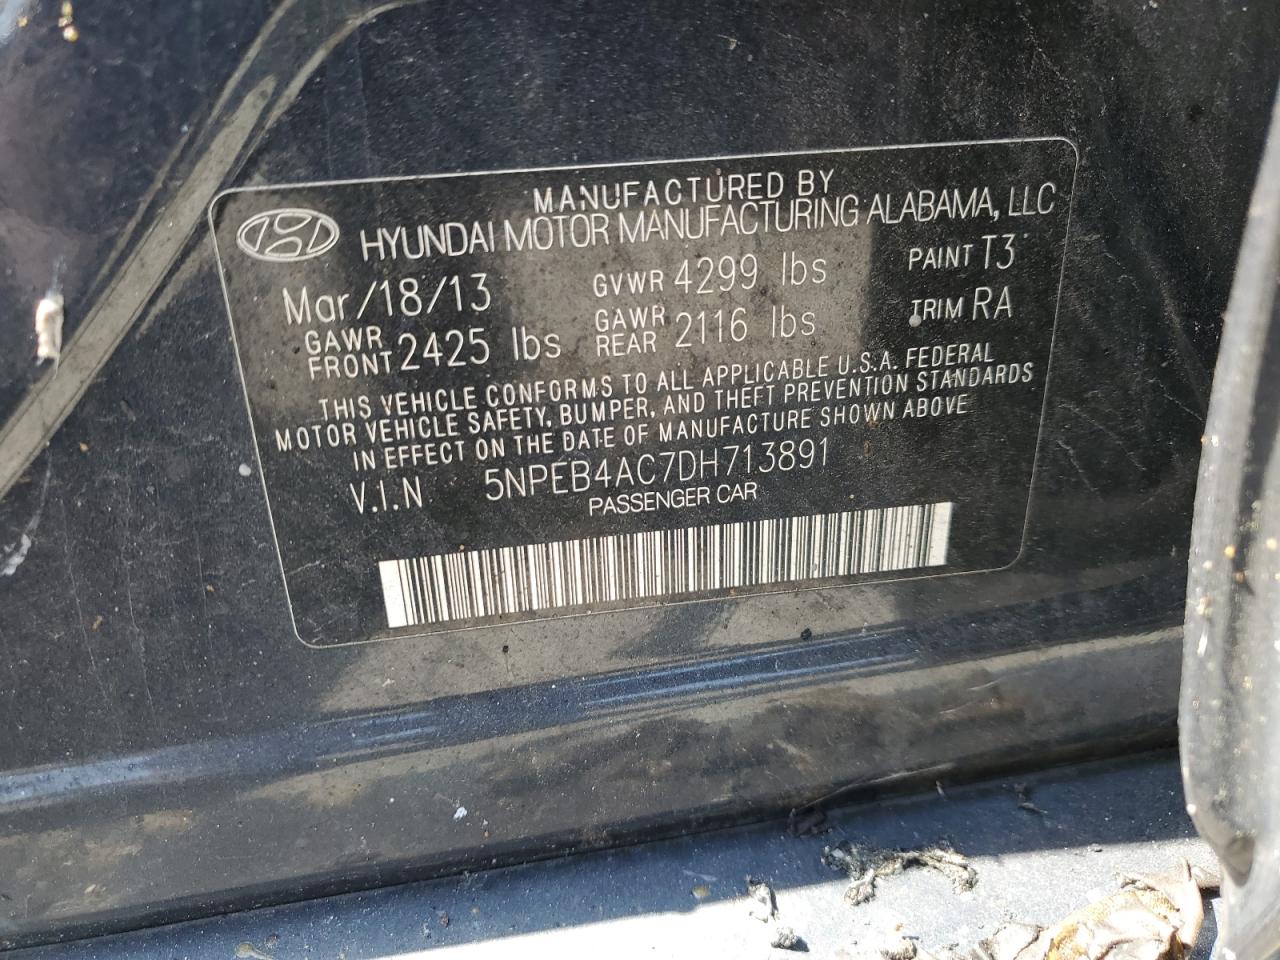 MANUFACTURED BY
HYUNDAI MOTOR MANUFACTURING ALABAMA, LLC
Mar/18/13 GVWR 4299 lbs PAINT T3
GAWR FRONT 2425 lbs GAWR REAR 2116 lbs TRIM RA
THIS VEHICLE CONFORMS TO ALL APPLICABLE U.S.A. FEDERAL
MOTOR VEHICLE SAFETY, BUMPER, AND THEFT PREVENTION STANDARDS
IN EFFECT ON THE DATE OF MANUFACTURE SHOWN ABOVE
V.I.N 5NPEB4AC7DH713891
PASSENGER CAR